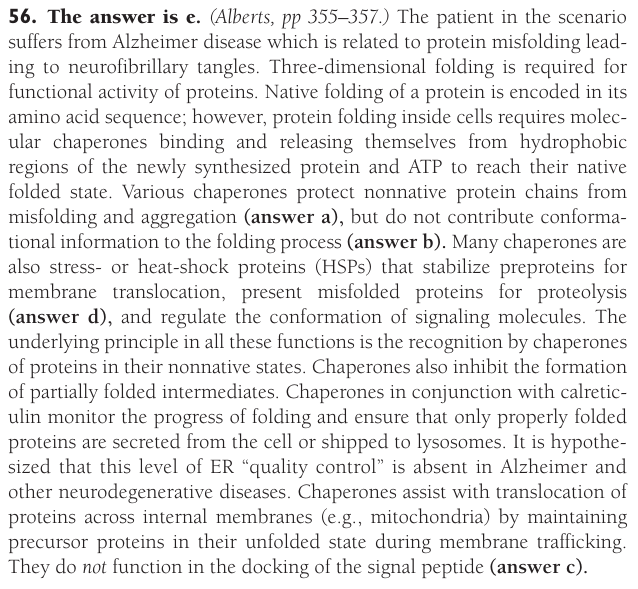 56. The answer is e. (Alberts, pp 355–357.) The patient in the scenario
suffers from Alzheimer disease which is related to protein misfolding lead-
ing to neurofibrillary tangles. Three-dimensional folding is required for
functional activity of proteins. Native folding of a protein is encoded in its
amino acid sequence; however, protein folding inside cells requires molec-
ular chaperones binding and releasing themselves from hydrophobic
regions of the newly synthesized protein and ATP to reach their native
folded state. Various chaperones protect nonnative protein chains from
misfolding and aggregation (answer a), but do not contribute conforma-
tional information to the folding process (answer b). Many chaperones are
also stress- or heat-shock proteins (HSPs) that stabilize preproteins for
membrane translocation, present misfolded proteins for proteolysis
(answer d), and regulate the conformation of signaling molecules. The
underlying principle in all these functions is the recognition by chaperones
of proteins in their nonnative states. Chaperones also inhibit the formation
of partially folded intermediates. Chaperones in conjunction with calretic-
ulin monitor the progress of folding and ensure that only properly folded
proteins are secreted from the cell or shipped to lysosomes. It is hypothe-
sized that this level of ER “quality control” is absent in Alzheimer and
other neurodegenerative diseases. Chaperones assist with translocation of
proteins across internal membranes (e.g., mitochondria) by maintaining
precursor proteins in their unfolded state during membrane trafficking.
They do not function in the docking of the signal peptide (answer c).